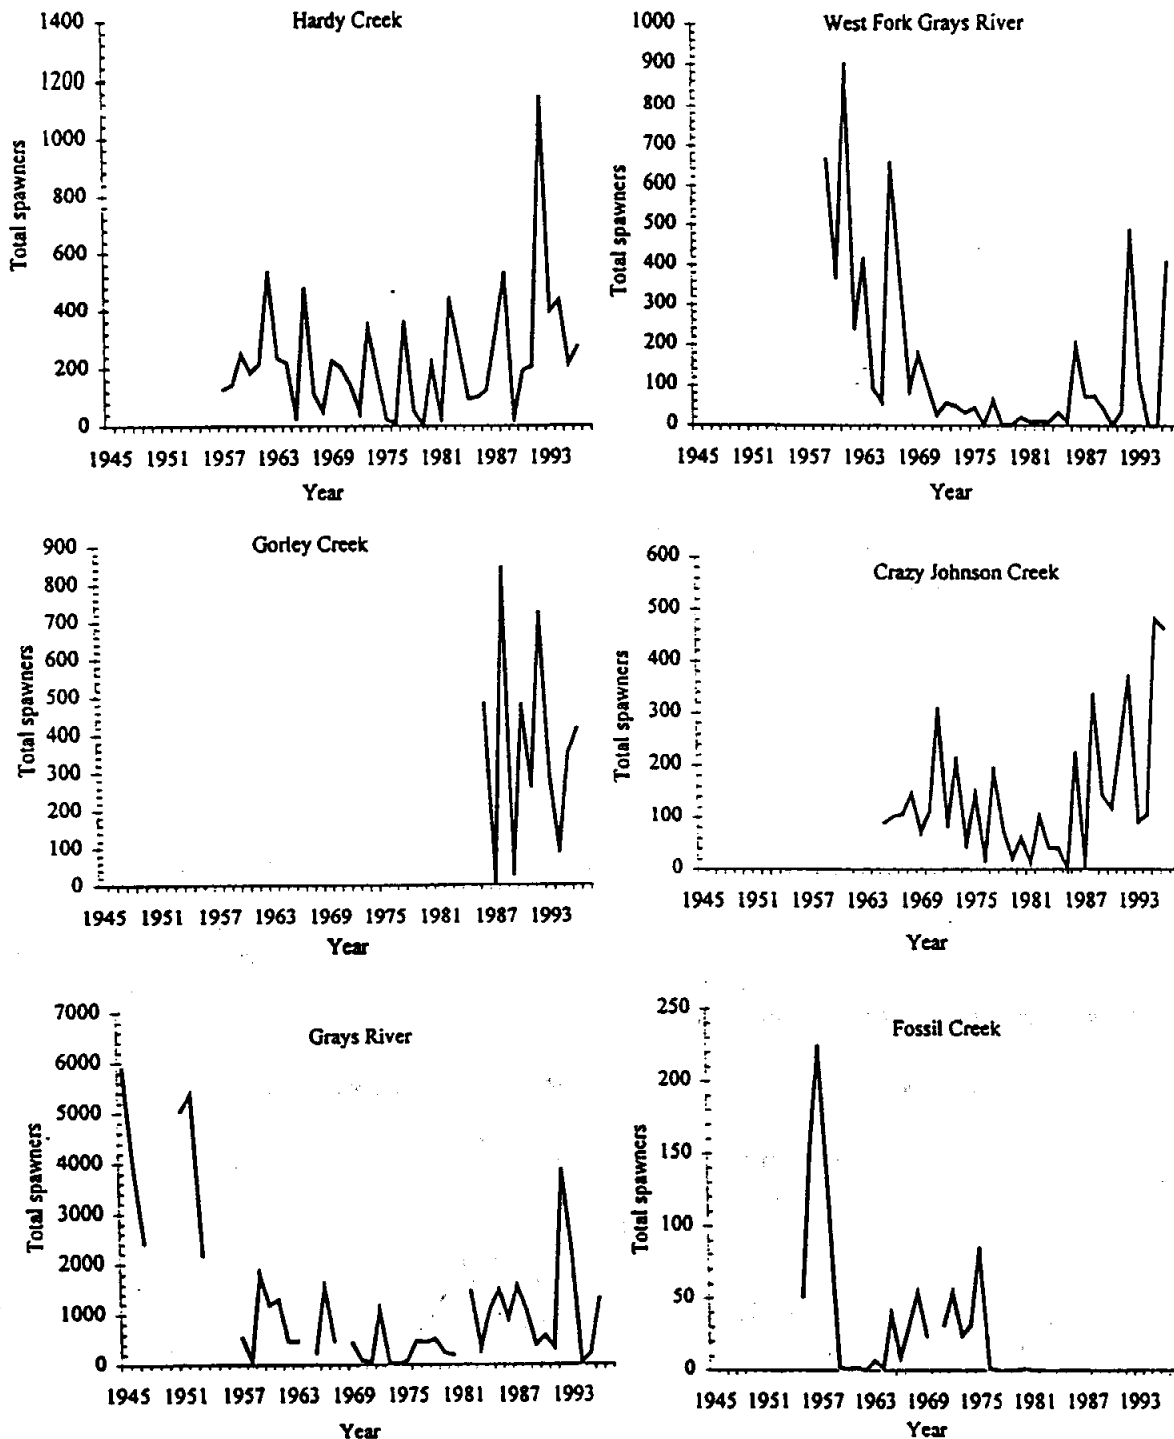 Hardy Creek
Total spawners
1400
1200
1000
800
600
400
200
0
1945 1951 1957 1963 1969 1975 1981 1987 1993
Year
West Fork Grays River
Total spawners
1000
900
800
700
600
500
400
300
200
100
0
1945 1951 1957 1963 1969 1975 1981 1987 1993
Year
Gorley Creek
Total spawners
900
800
700
600
500
400
300
200
100
0
1945 1951 1957 1963 1969 1975 1981 1987 1993
Year
Crazy Johnson Creek
Total spawners
600
500
400
300
200
100
0
1945 1951 1957 1963 1969 1975 1981 1987 1993
Year
Grays River
Total spawners
7000
6000
5000
4000
3000
2000
1000
0
1945 1951 1957 1963 1969 1975 1981 1987 1993
Year
Fossil Creek
Total spawners
250
200
150
100
50
0
1945 1951 1957 1963 1969 1975 1981 1987 1993
Year